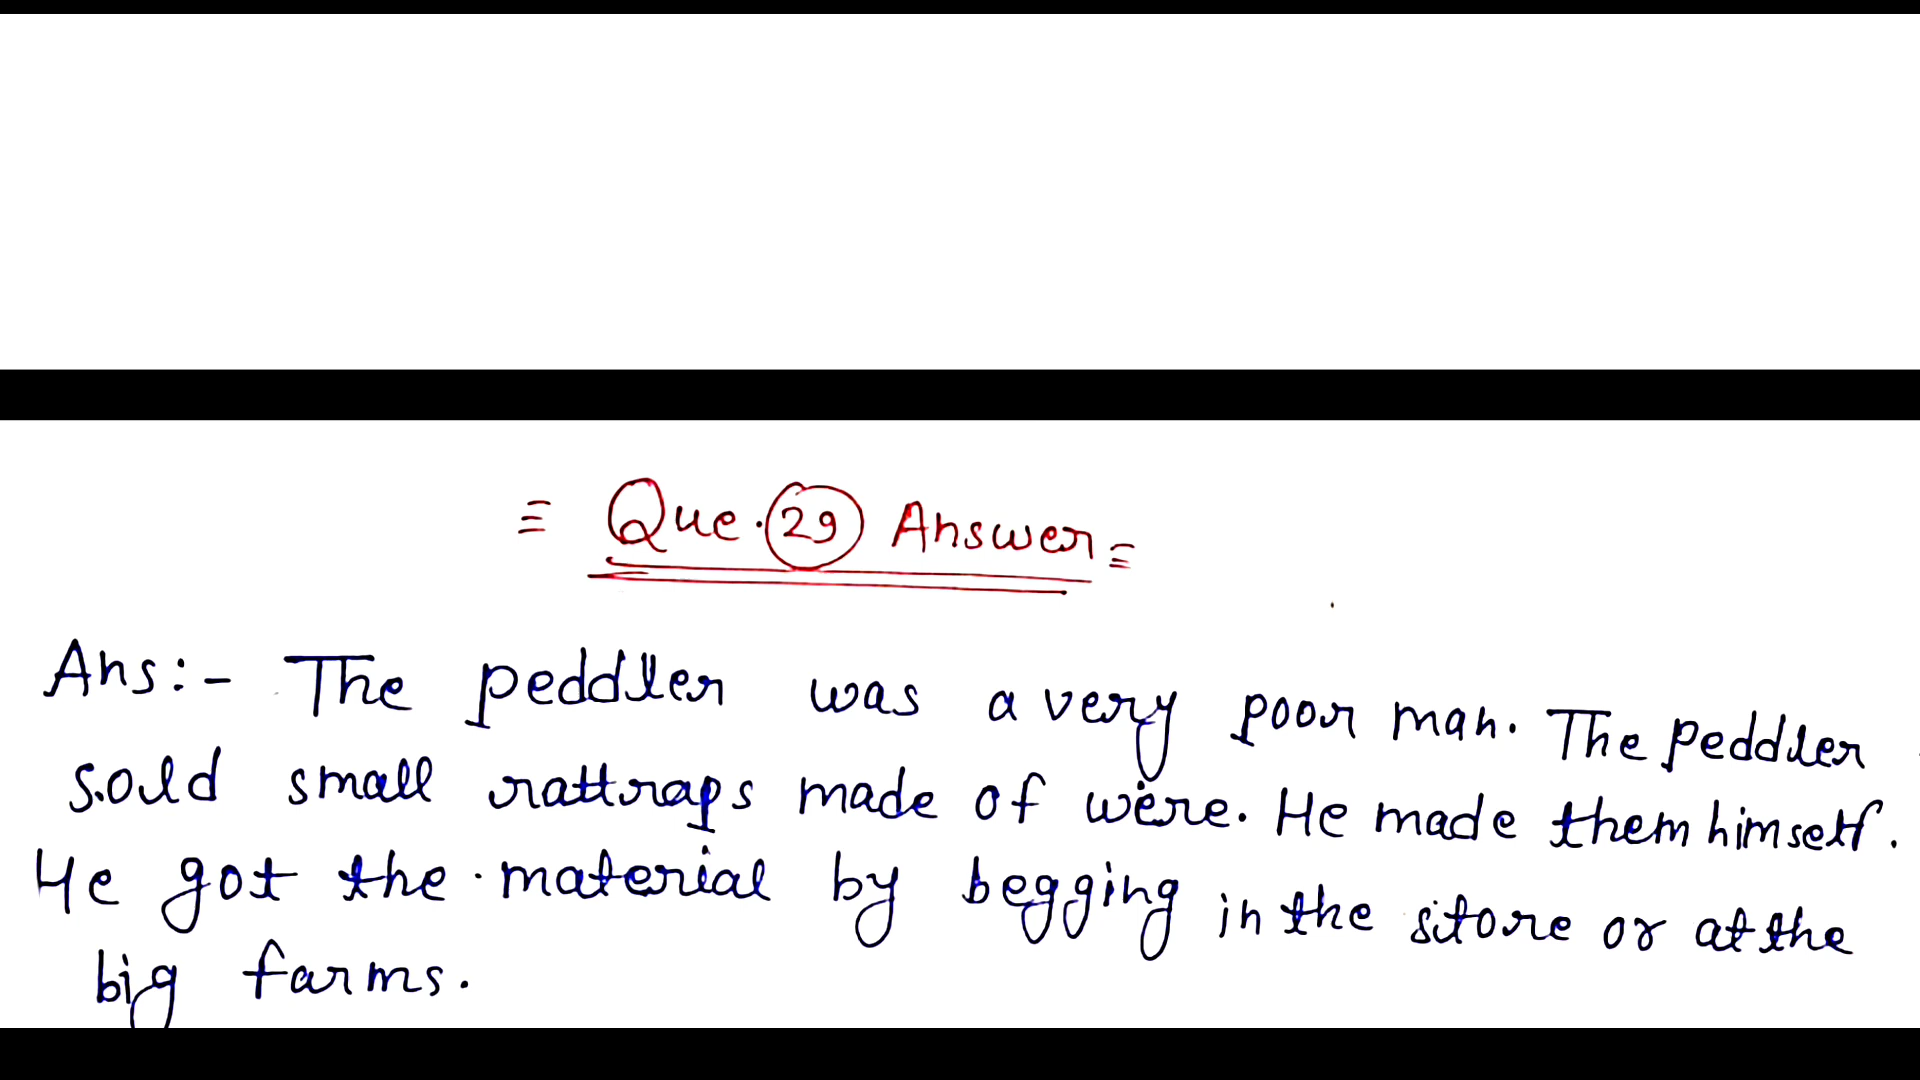 ≡ Que. 29 Answer ≡
Ans:- The peddler was a very poor man. The peddler
sold small rattraps made of were. He made them himself.
He got the material by begging in the store or at the
big farms.